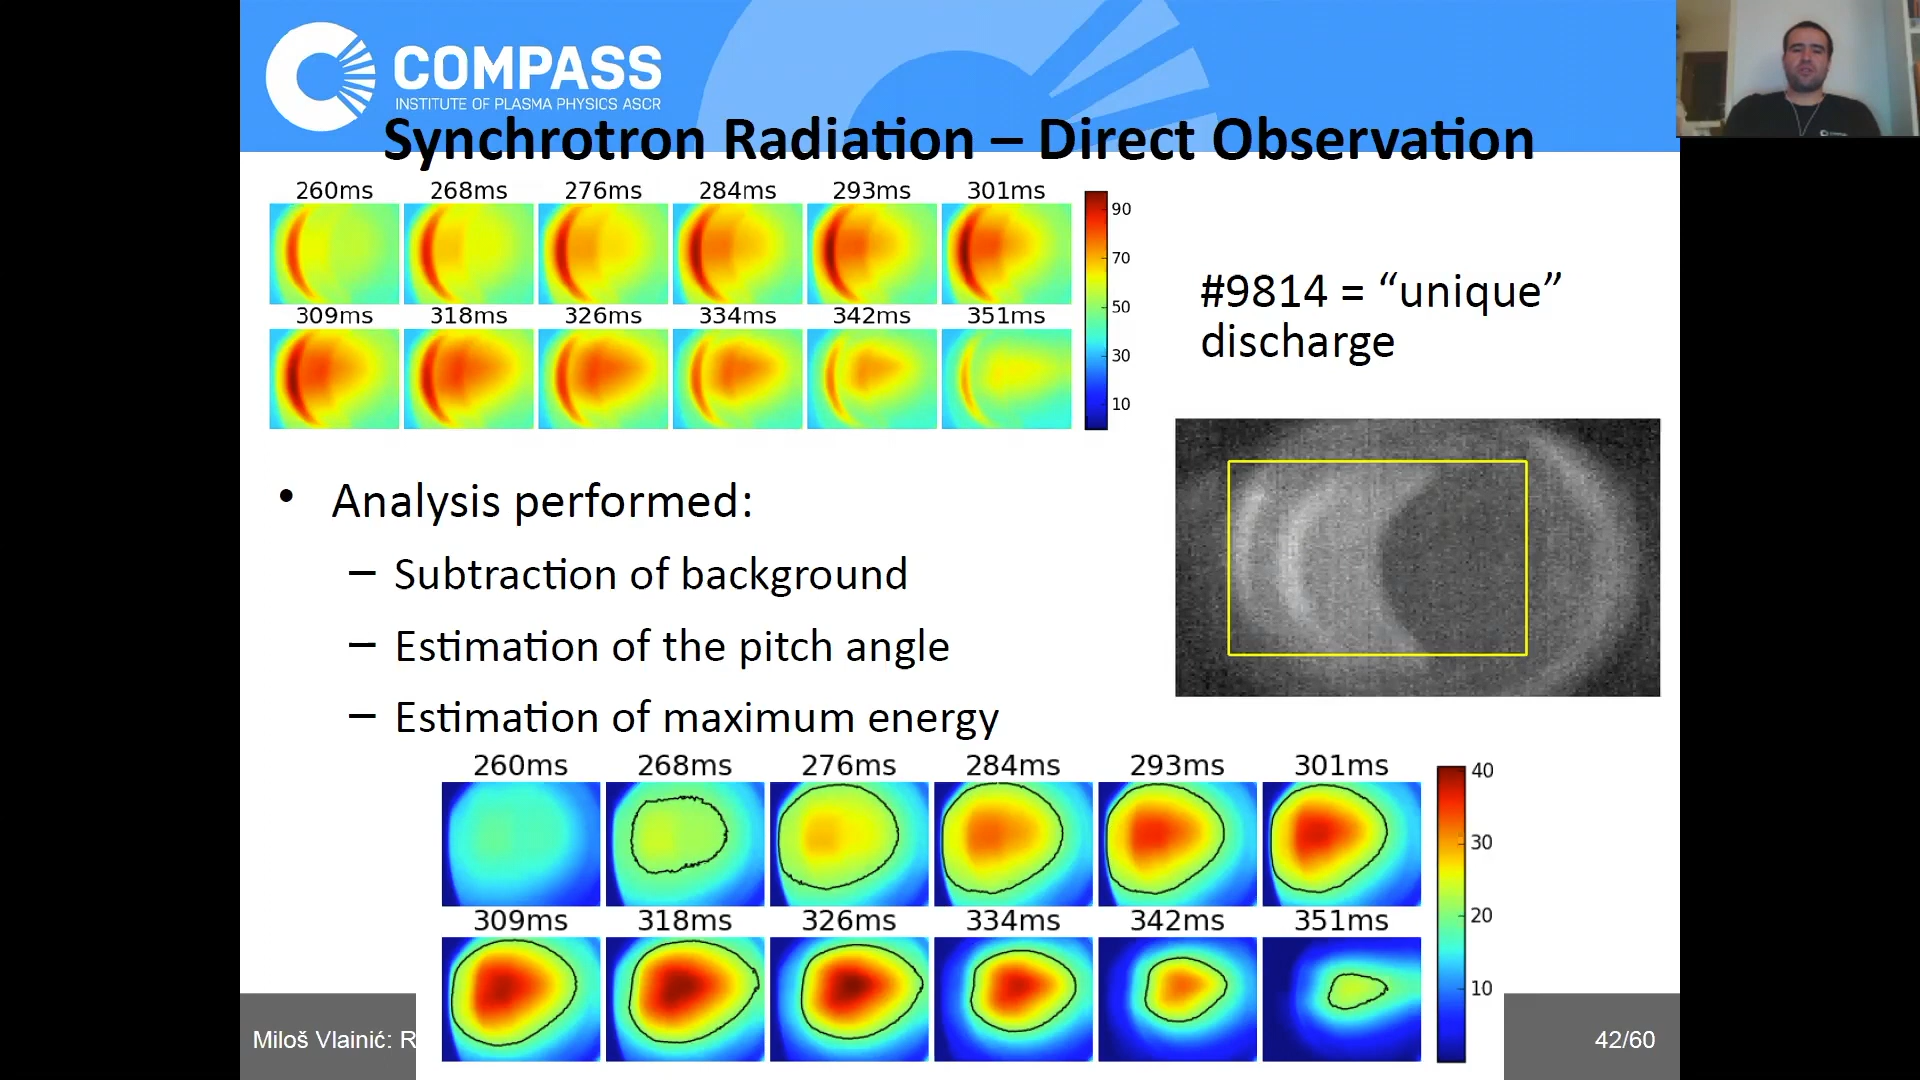 COMPASS
INSTITUTE OF PLASMA PHYSICS ASCR
Synchrotron Radiation – Direct Observation
260ms 268ms 276ms 284ms 293ms 301ms
309ms 318ms 326ms 334ms 342ms 351ms
90
70
50
30
10
#9814 = “unique”
discharge
• Analysis performed:
– Subtraction of background
– Estimation of the pitch angle
– Estimation of maximum energy
260ms 268ms 276ms 284ms 293ms 301ms
309ms 318ms 326ms 334ms 342ms 351ms
40
30
20
10
Miloš Vlainić: R
42/60